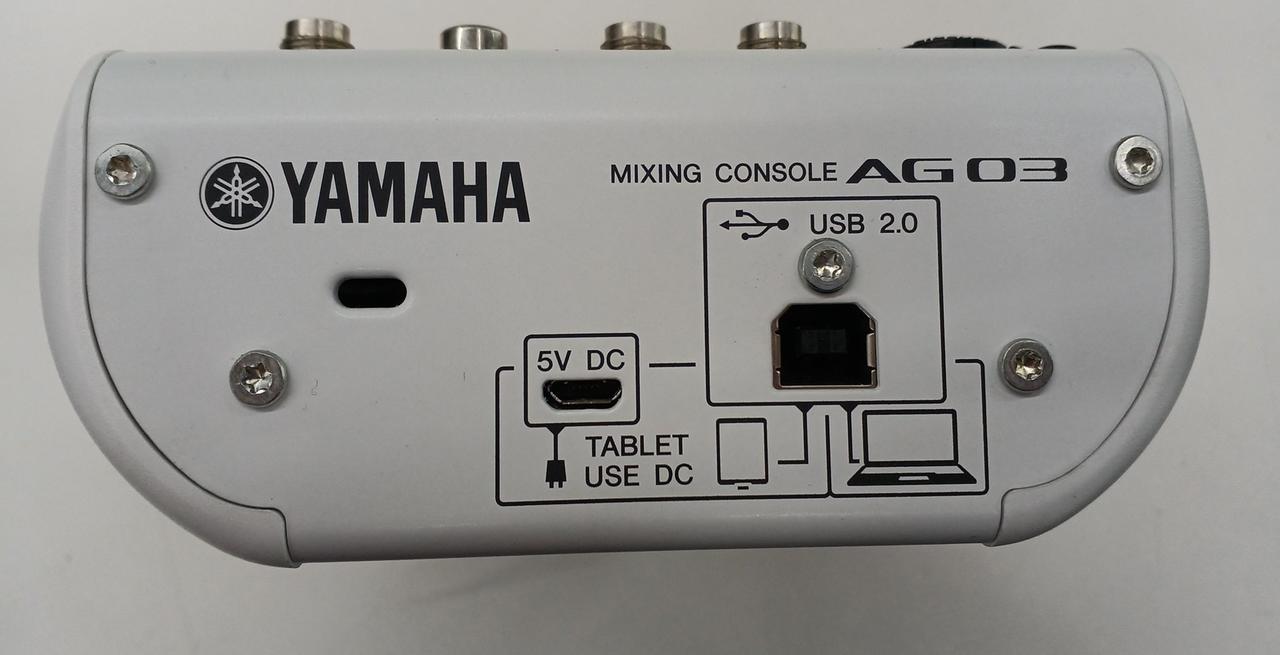 YAMAHA
MIXING CONSOLE AG03
USB 2.0
5V DC
TABLET
USE DC